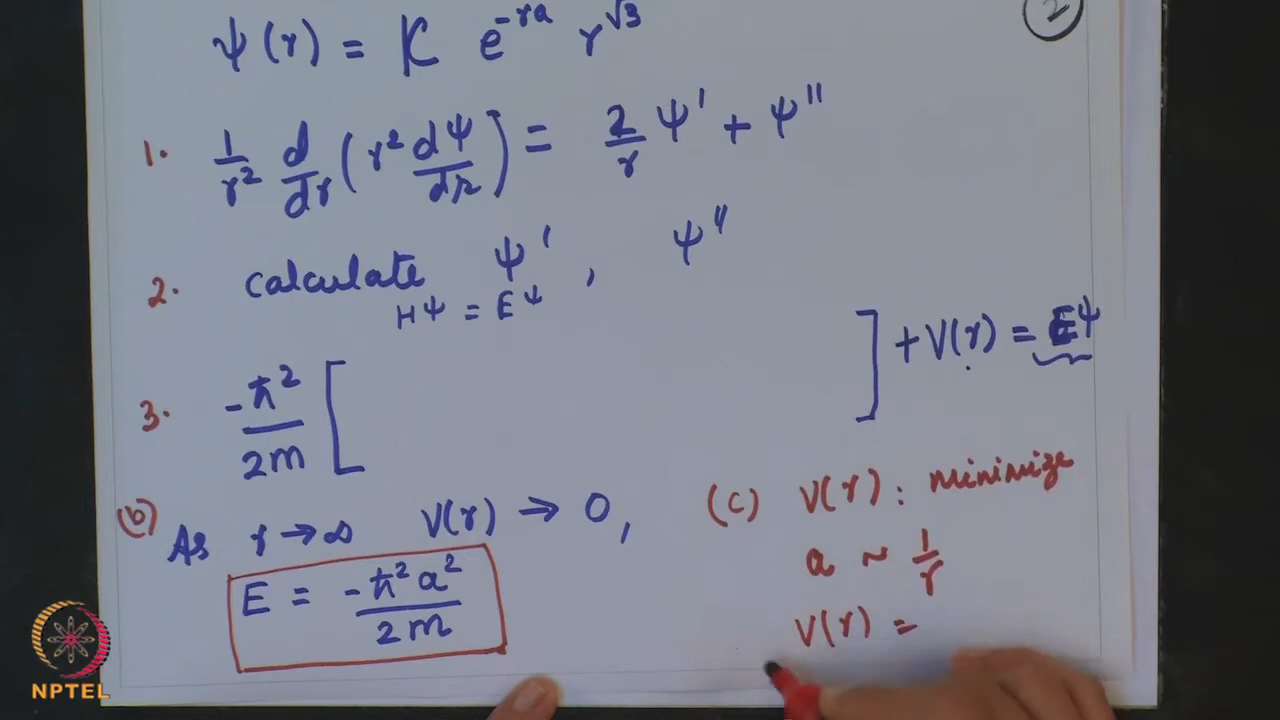 ψ(r) = K e^{-ra} r^{√3}
2
1. 1/r² d/dr (r² dψ/dr) = 2/r ψ' + ψ''
2. calculate ψ' , ψ''
Hψ = Eψ
3. -ħ²/2m [ ] + V(r) = Eψ
(b) As r → ∞ V(r) → 0,
E = -ħ²a²/2m
(c) V(r) : minimize
a ~ 1/r
V(r) =
NPTEL